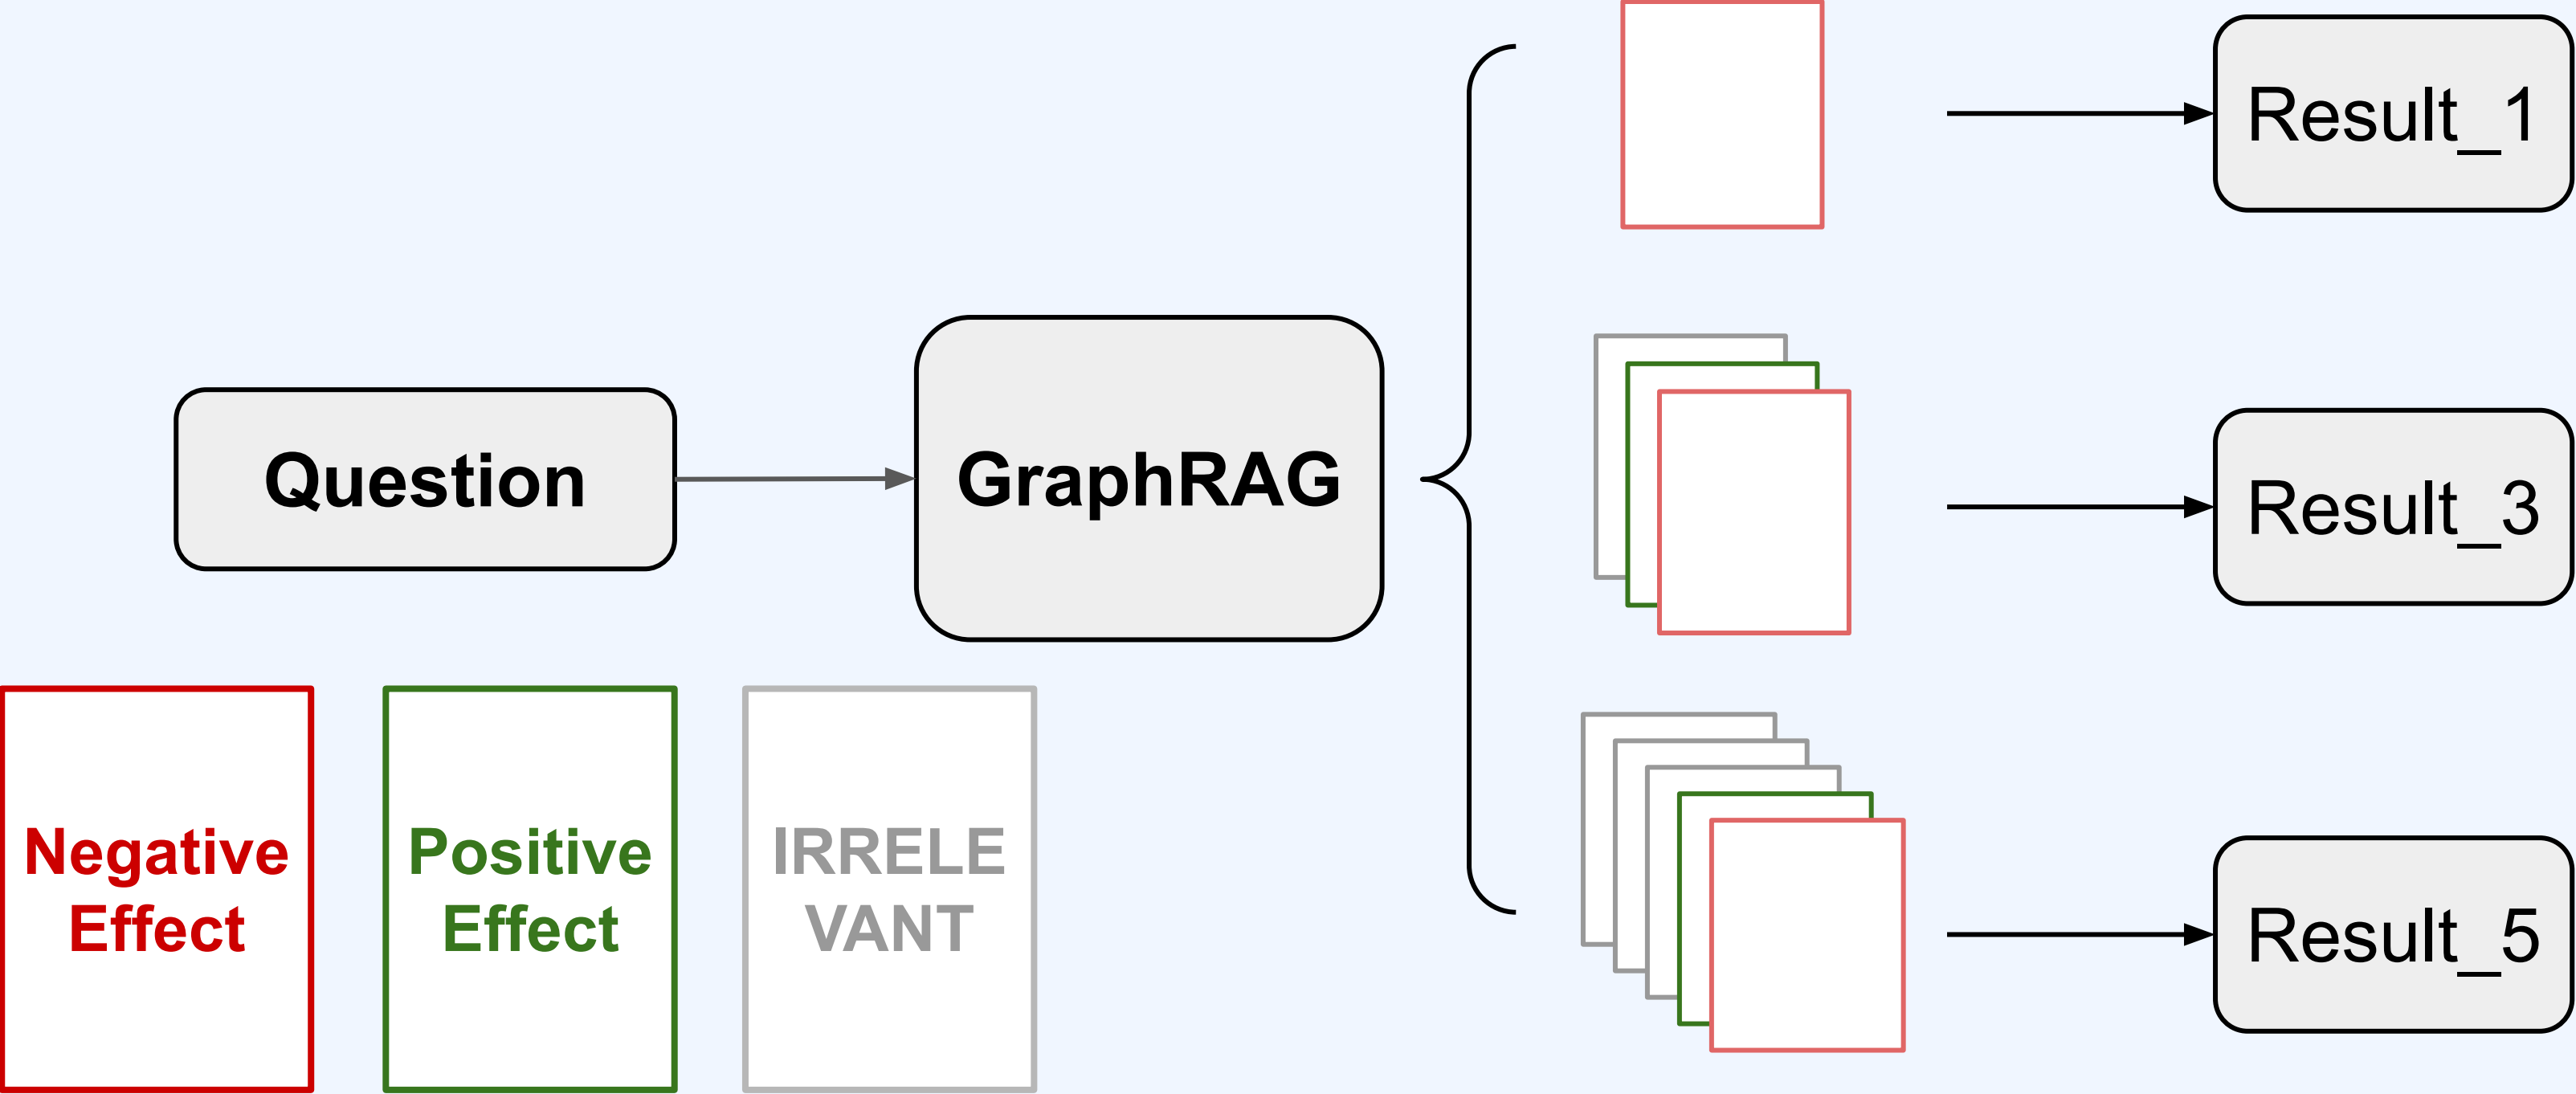 Result_1
Question
GraphRAG
Result_3
Negative
Effect
Positive
Effect
IRRELE
VANT
Result_5